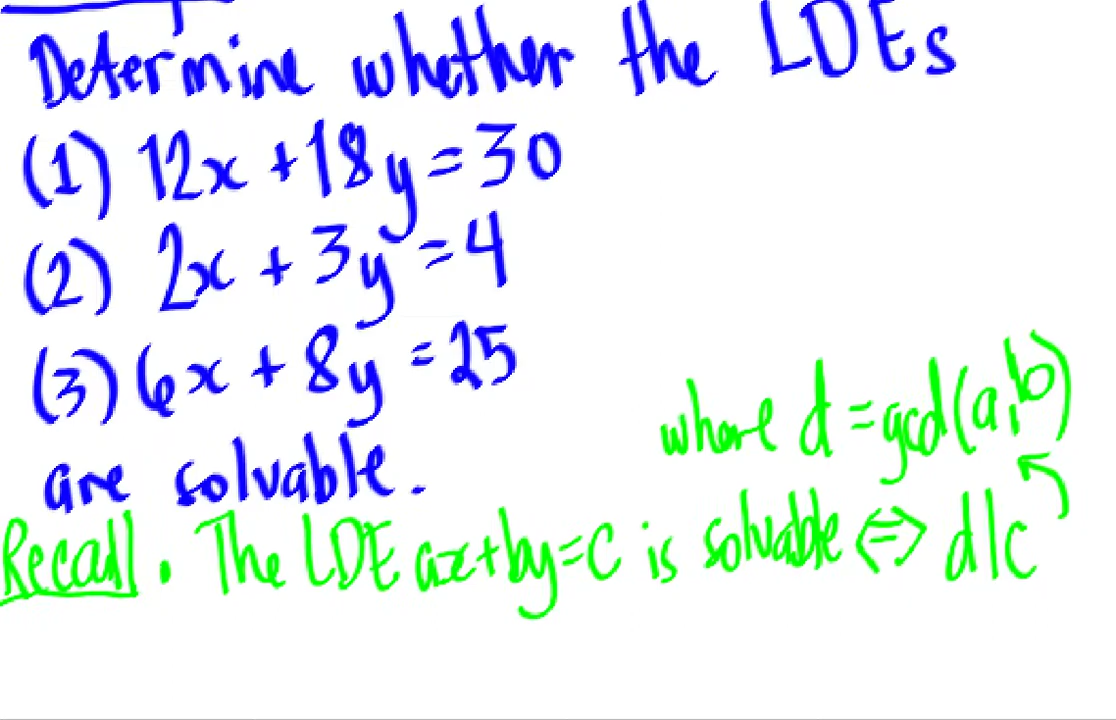 Determine whether the LDEs
(1) 12x + 18y = 30
(2) 2x + 3y = 4
(3) 6x + 8y = 25
are solvable.
where d = gcd(a,b)
Recall. The LDE ax+by=c is solvable ⇔ d|c